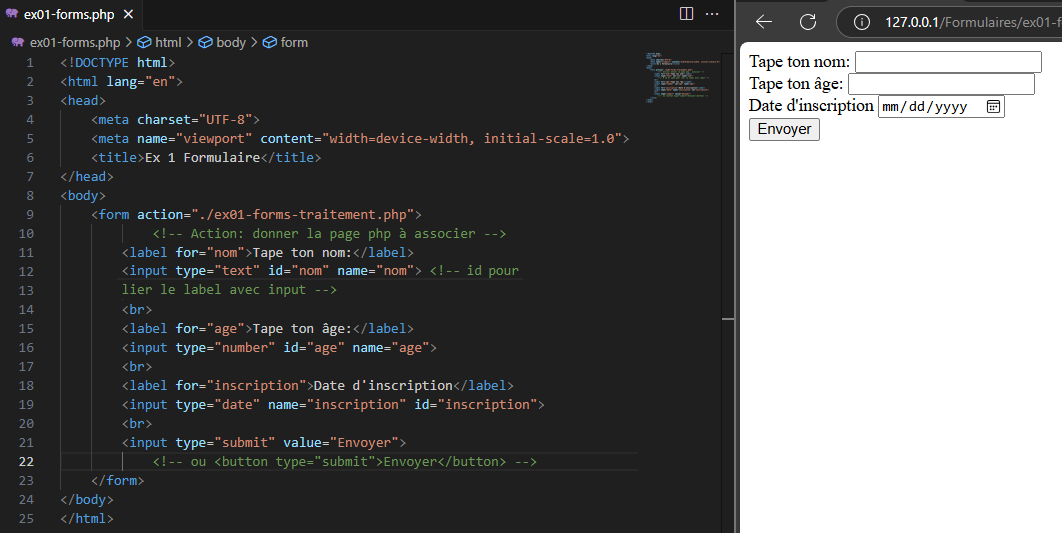 ex01-forms.php
ex01-forms.php > html > body > form
1 <!DOCTYPE html>
2 <html lang="en">
3 <head>
4 <meta charset="UTF-8">
5 <meta name="viewport" content="width=device-width, initial-scale=1.0">
6 <title>Ex 1 Formulaire</title>
7 </head>
8 <body>
9 <form action="./ex01-forms-traitement.php">
10 <!-- Action: donner la page php à associer -->
11 <label for="nom">Tape ton nom:</label>
12 <input type="text" id="nom" name="nom"> <!-- id pour
13 lier le label avec input -->
14 <br>
15 <label for="age">Tape ton âge:</label>
16 <input type="number" id="age" name="age">
17 <br>
18 <label for="inscription">Date d'inscription</label>
19 <input type="date" name="inscription" id="inscription">
20 <br>
21 <input type="submit" value="Envoyer">
22 <!-- ou <button type="submit">Envoyer</button> -->
23 </form>
24 </body>
25 </html>
127.0.0.1/Formulaires/ex01-f
Tape ton nom:
Tape ton âge:
Date d'inscription mm/dd/yyyy
Envoyer